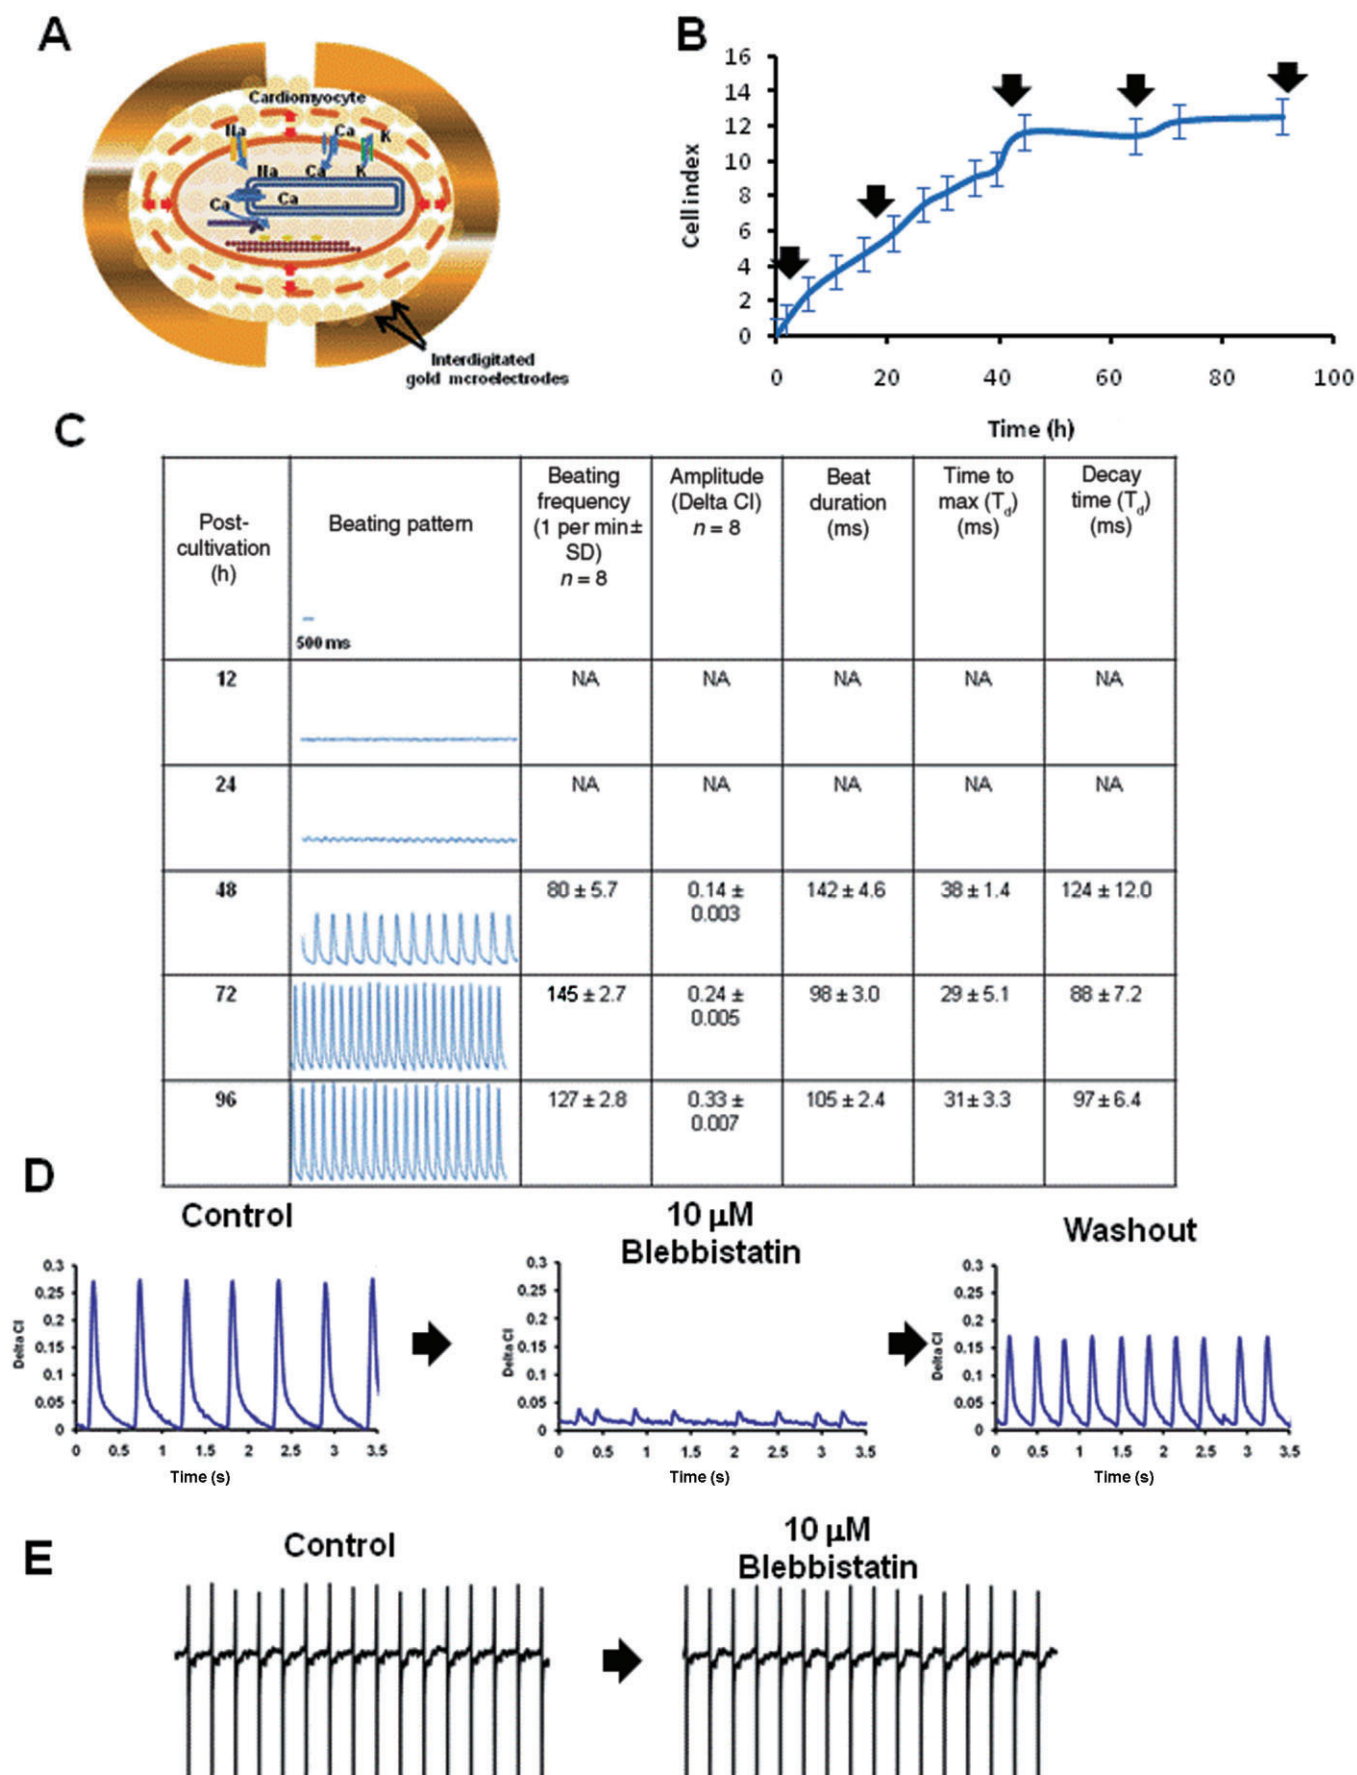 A
Cardiomyocyte
Na
Ca
K
Na
Ca
K
Ca
Ca
Interdigitated
gold mcroelectrodes
B
16
14
12
10
8
6
4
2
0
Cell index
0 20 40 60 80 100
Time (h)
C
Post-
cultivation
(h)
Beating pattern
500 ms
Beating
frequency
(1 per min±
SD)
n = 8
Amplitude
(Delta CI)
n = 8
Beat
duration
(ms)
Time to
max (Td)
(ms)
Decay
time (Td)
(ms)
12 NA NA NA NA NA
24 NA NA NA NA NA
48 80 ± 5.7 0.14 ± 0.003 142 ± 4.6 38 ± 1.4 124 ± 12.0
72 145 ± 2.7 0.24 ± 0.005 98 ± 3.0 29 ± 5.1 88 ± 7.2
96 127 ± 2.8 0.33 ± 0.007 105 ± 2.4 31 ± 3.3 97 ± 6.4
D
Control
0.3
0.25
0.2
0.15
0.1
0.05
0
Delta CI
0 0.5 1 1.5 2 2.5 3 3.5
Time (s)
10 µM
Blebbistatin
0.3
0.25
0.2
0.15
0.1
0.05
0
Delta CI
0 0.5 1 1.5 2 2.5 3 3.5
Time (s)
Washout
0.3
0.25
0.2
0.15
0.1
0.05
0
Delta CI
0 0.5 1 1.5 2 2.5 3 3.5
Time (s)
E
Control
10 µM
Blebbistatin